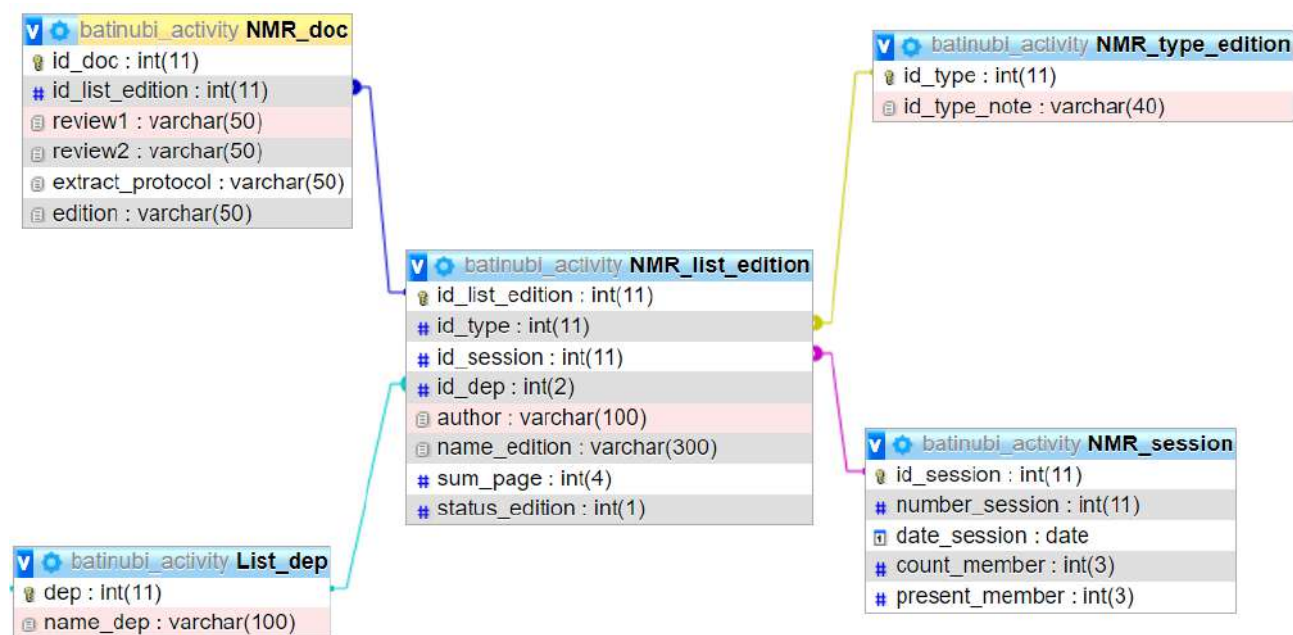 batinubi_activity NMR_doc
id_doc : int(11)
id_list_edition : int(11)
review1 : varchar(50)
review2 : varchar(50)
extract_protocol : varchar(50)
edition : varchar(50)
batinubi_activity NMR_type_edition
id_type : int(11)
id_type_note : varchar(40)
batinubi_activity NMR_list_edition
id_list_edition : int(11)
id_type : int(11)
id_session : int(11)
id_dep : int(2)
author : varchar(100)
name_edition : varchar(300)
sum_page : int(4)
status_edition : int(1)
batinubi_activity NMR_session
id_session : int(11)
number_session : int(11)
date_session : date
count_member : int(3)
present_member : int(3)
batinubi_activity List_dep
dep : int(11)
name_dep : varchar(100)